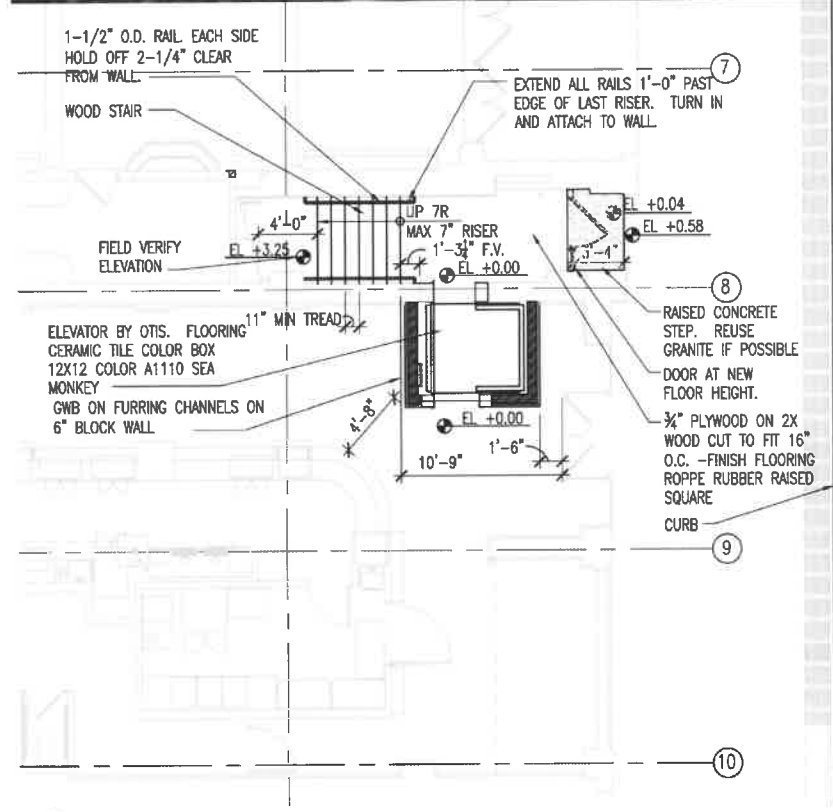 1-1/2" O.D. RAIL EACH SIDE
HOLD OFF 2-1/4" CLEAR
FROM WALL
WOOD STAIR
7
EXTEND ALL RAILS 1'-0" PAST
EDGE OF LAST RISER. TURN IN
AND ATTACH TO WALL
4'-0"
UP 7R
MAX 7" RISER
1'-3¼" F.V.
EL +0.00
FIELD VERIFY
ELEVATION
EL +3.25
EL +0.04
EL +0.58
3'-4"
8
11" MIN TREAD
ELEVATOR BY OTIS. FLOORING
CERAMIC TILE COLOR BOX
12X12 COLOR A1110 SEA
MONKEY
GWB ON FURRING CHANNELS ON
6" BLOCK WALL
4'-8"
EL +0.00
1'-6"
10'-9"
RAISED CONCRETE
STEP. REUSE
GRANITE IF POSSIBLE
DOOR AT NEW
FLOOR HEIGHT.
¾" PLYWOOD ON 2X
WOOD CUT TO FIT 16"
O.C. -FINISH FLOORING
ROPPE RUBBER RAISED
SQUARE
CURB
9
10